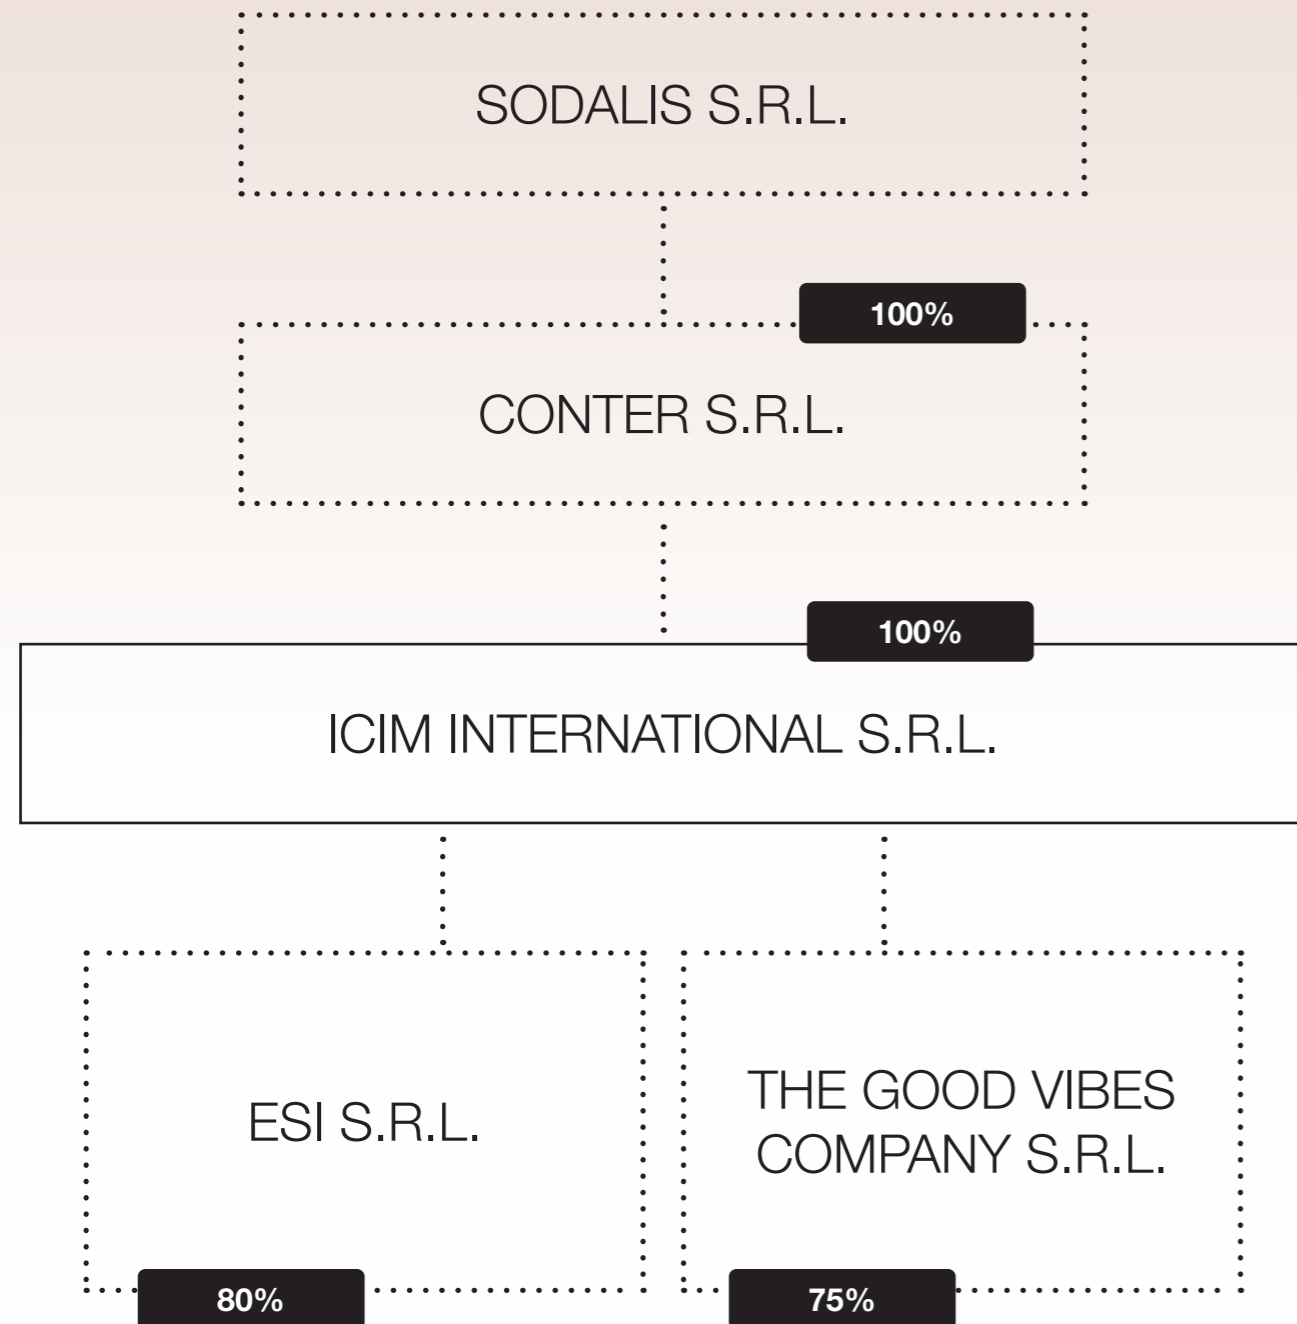 SODALIS S.R.L.
100%
CONTER S.R.L.
100%
ICIM INTERNATIONAL S.R.L.
ESI S.R.L.
80%
THE GOOD VIBES
COMPANY S.R.L.
75%